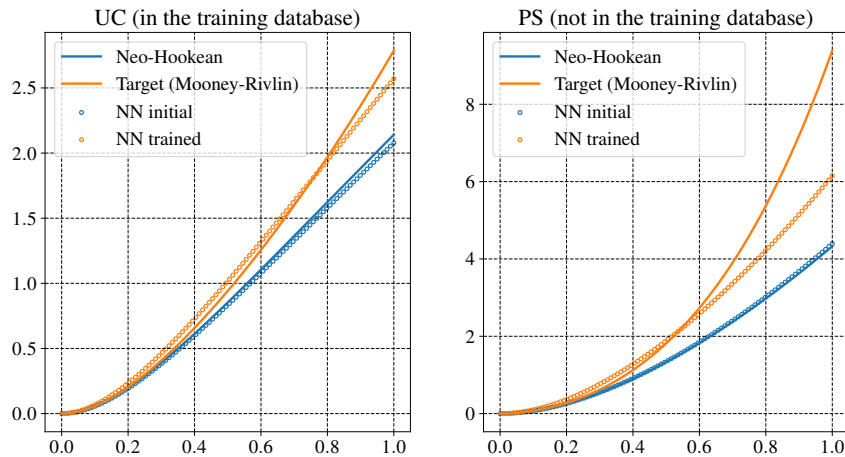 UC (in the training database)
Neo-Hookean
Target (Mooney-Rivlin)
NN initial
NN trained
2.5
2.0
1.5
1.0
0.5
0.0
0.0 0.2 0.4 0.6 0.8 1.0
PS (not in the training database)
Neo-Hookean
Target (Mooney-Rivlin)
NN initial
NN trained
8
6
4
2
0
0.0 0.2 0.4 0.6 0.8 1.0